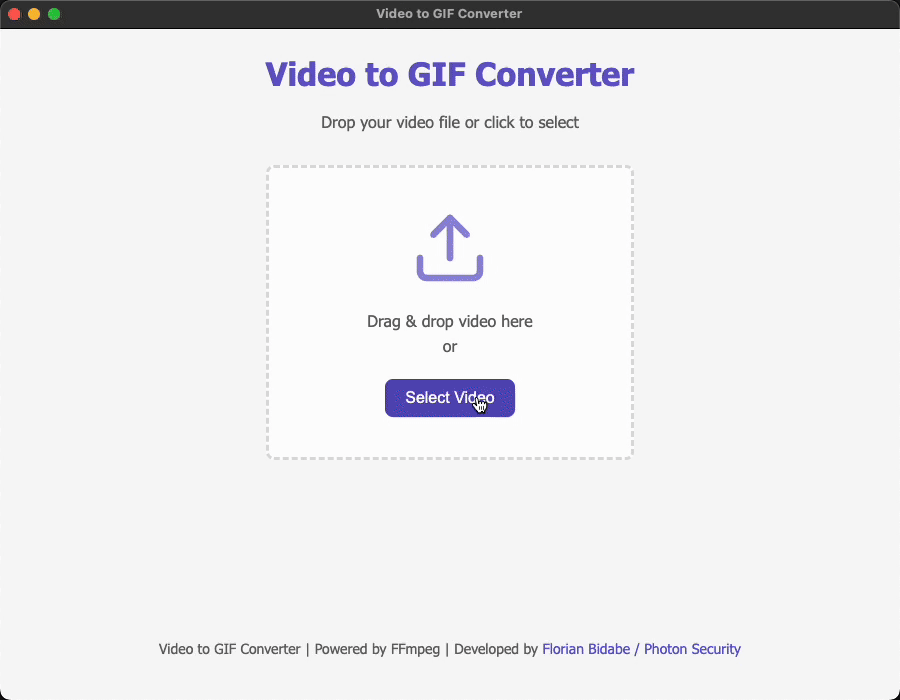 Video to GIF Converter
Video to GIF Converter
Drop your video file or click to select
Drag & drop video here
or
Select Video
Video to GIF Converter | Powered by FFmpeg | Developed by Florian Bidabe / Photon Security